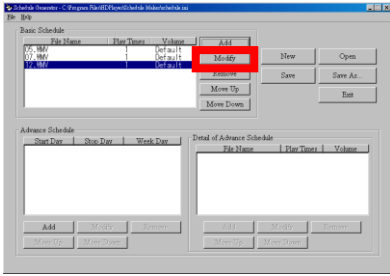 Schedule Generator - C:\Program Files\HDPlayer\Schedule Maker\schedule.ini
File Help
Basic Schedule
File Name Play Times Volume
05.WMV 1 Default
07.WMV 1 Default
12.WMV 1 Default
Add
Modify
Remove
Move Up
Move Down
New Open
Save Save As...
Exit
Advance Schedule
Start Day Stop Day Week Day
Add Modify Remove
Move Up Move Down
Detail of Advance Schedule
File Name Play Times Volume
Add Modify Remove
Move Up Move Down